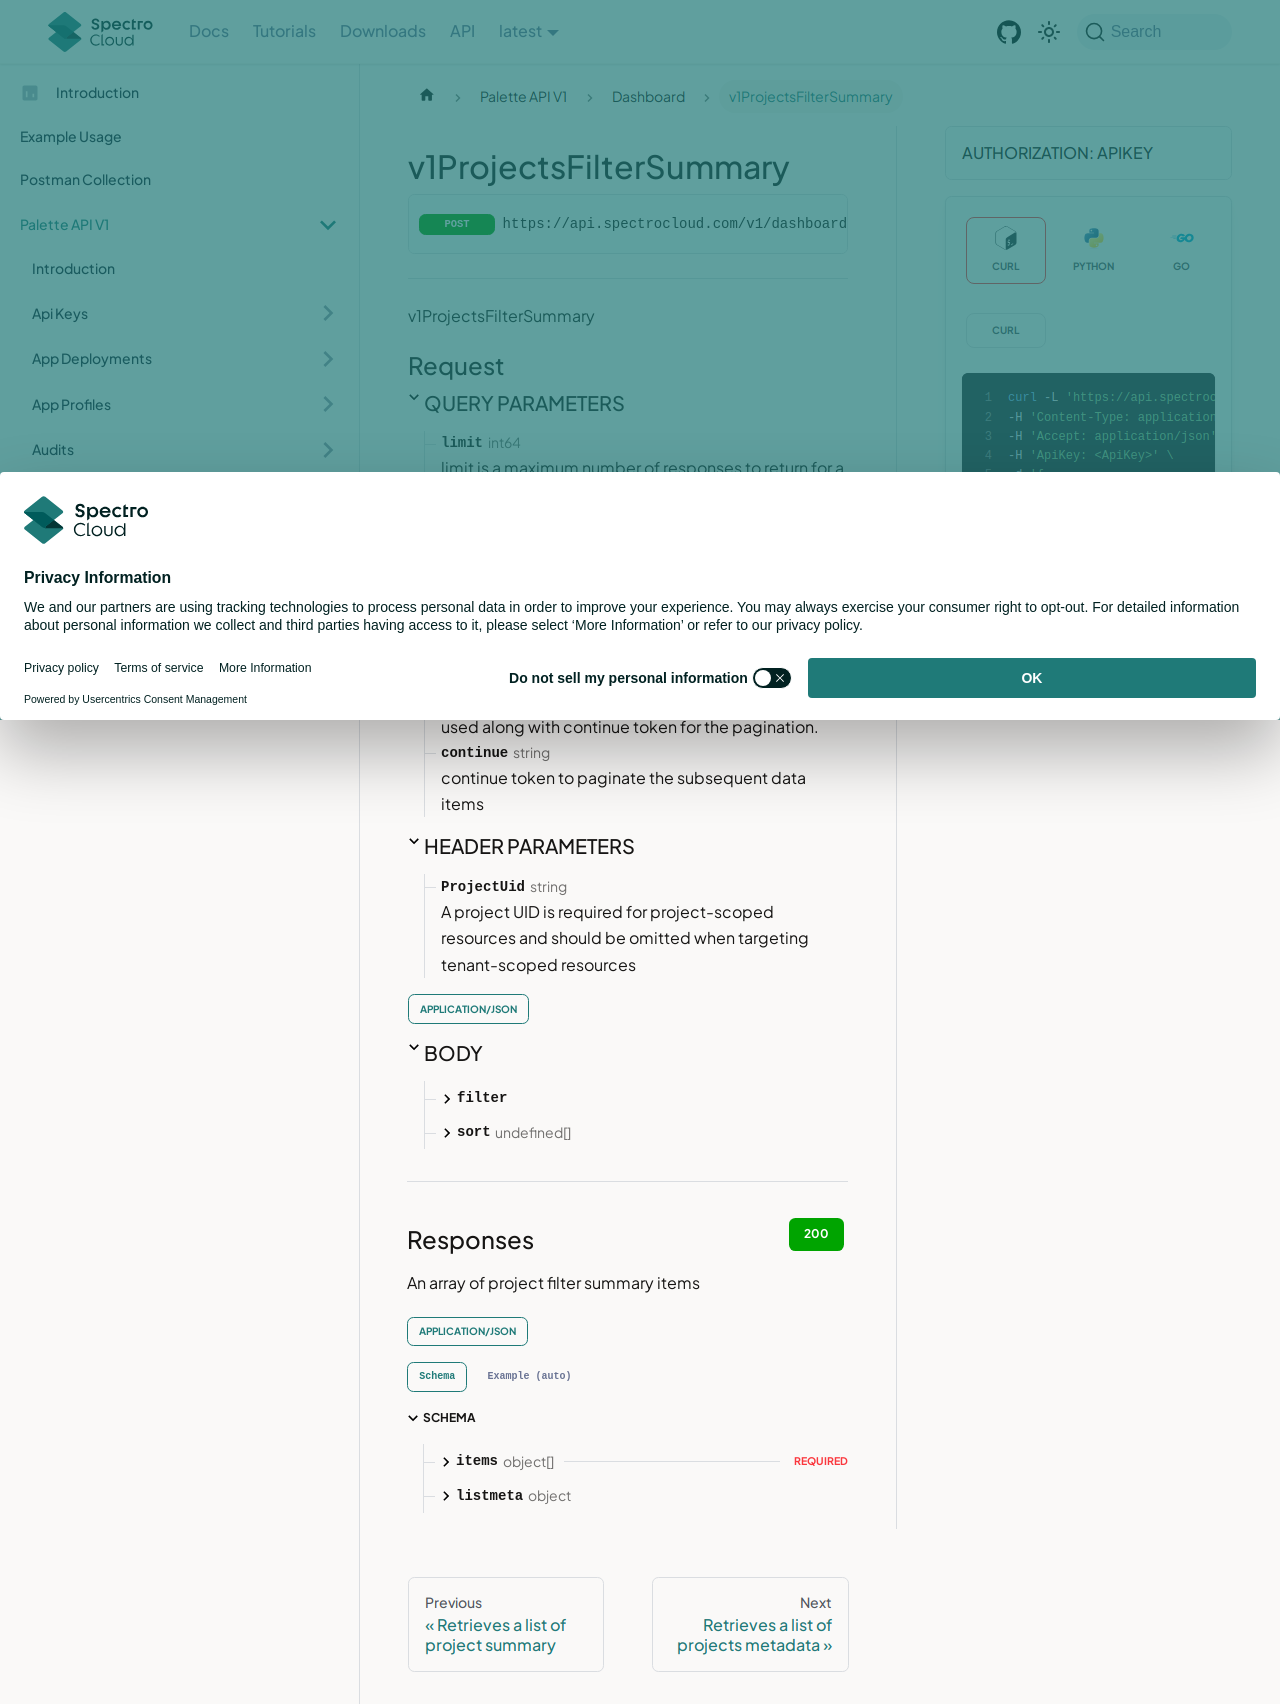 Spectro Cloud
Docs
Tutorials
Downloads
API
latest
Search
Introduction
Example Usage
Postman Collection
Palette API V1
Introduction
Api Keys
App Deployments
App Profiles
Audits
Palette API V1
Dashboard
v1ProjectsFilterSummary
v1ProjectsFilterSummary
POST https://api.spectrocloud.com/v1/dashboard
v1ProjectsFilterSummary
Request
QUERY PARAMETERS
limit int64
limit is a maximum number of responses to return for a
AUTHORIZATION: APIKEY
CURL
PYTHON
GO
CURL
1 curl -L 'https://api.spectroc
2 -H 'Content-Type: application
3 -H 'Accept: application/json'
4 -H 'ApiKey: <ApiKey>' \
Spectro
Cloud
Privacy Information
We and our partners are using tracking technologies to process personal data in order to improve your experience. You may always exercise your consumer right to opt-out. For detailed information
about personal information we collect and third parties having access to it, please select ‘More Information’ or refer to our privacy policy.
Privacy policy
Terms of service
More Information
Powered by Usercentrics Consent Management
Do not sell my personal information
OK
used along with continue token for the pagination.
continue string
continue token to paginate the subsequent data
items
HEADER PARAMETERS
ProjectUid string
A project UID is required for project-scoped
resources and should be omitted when targeting
tenant-scoped resources
APPLICATION/JSON
BODY
filter
sort undefined[]
Responses
200
An array of project filter summary items
APPLICATION/JSON
Schema
Example (auto)
SCHEMA
items object[] REQUIRED
listmeta object
Previous
« Retrieves a list of
project summary
Next
Retrieves a list of
projects metadata »